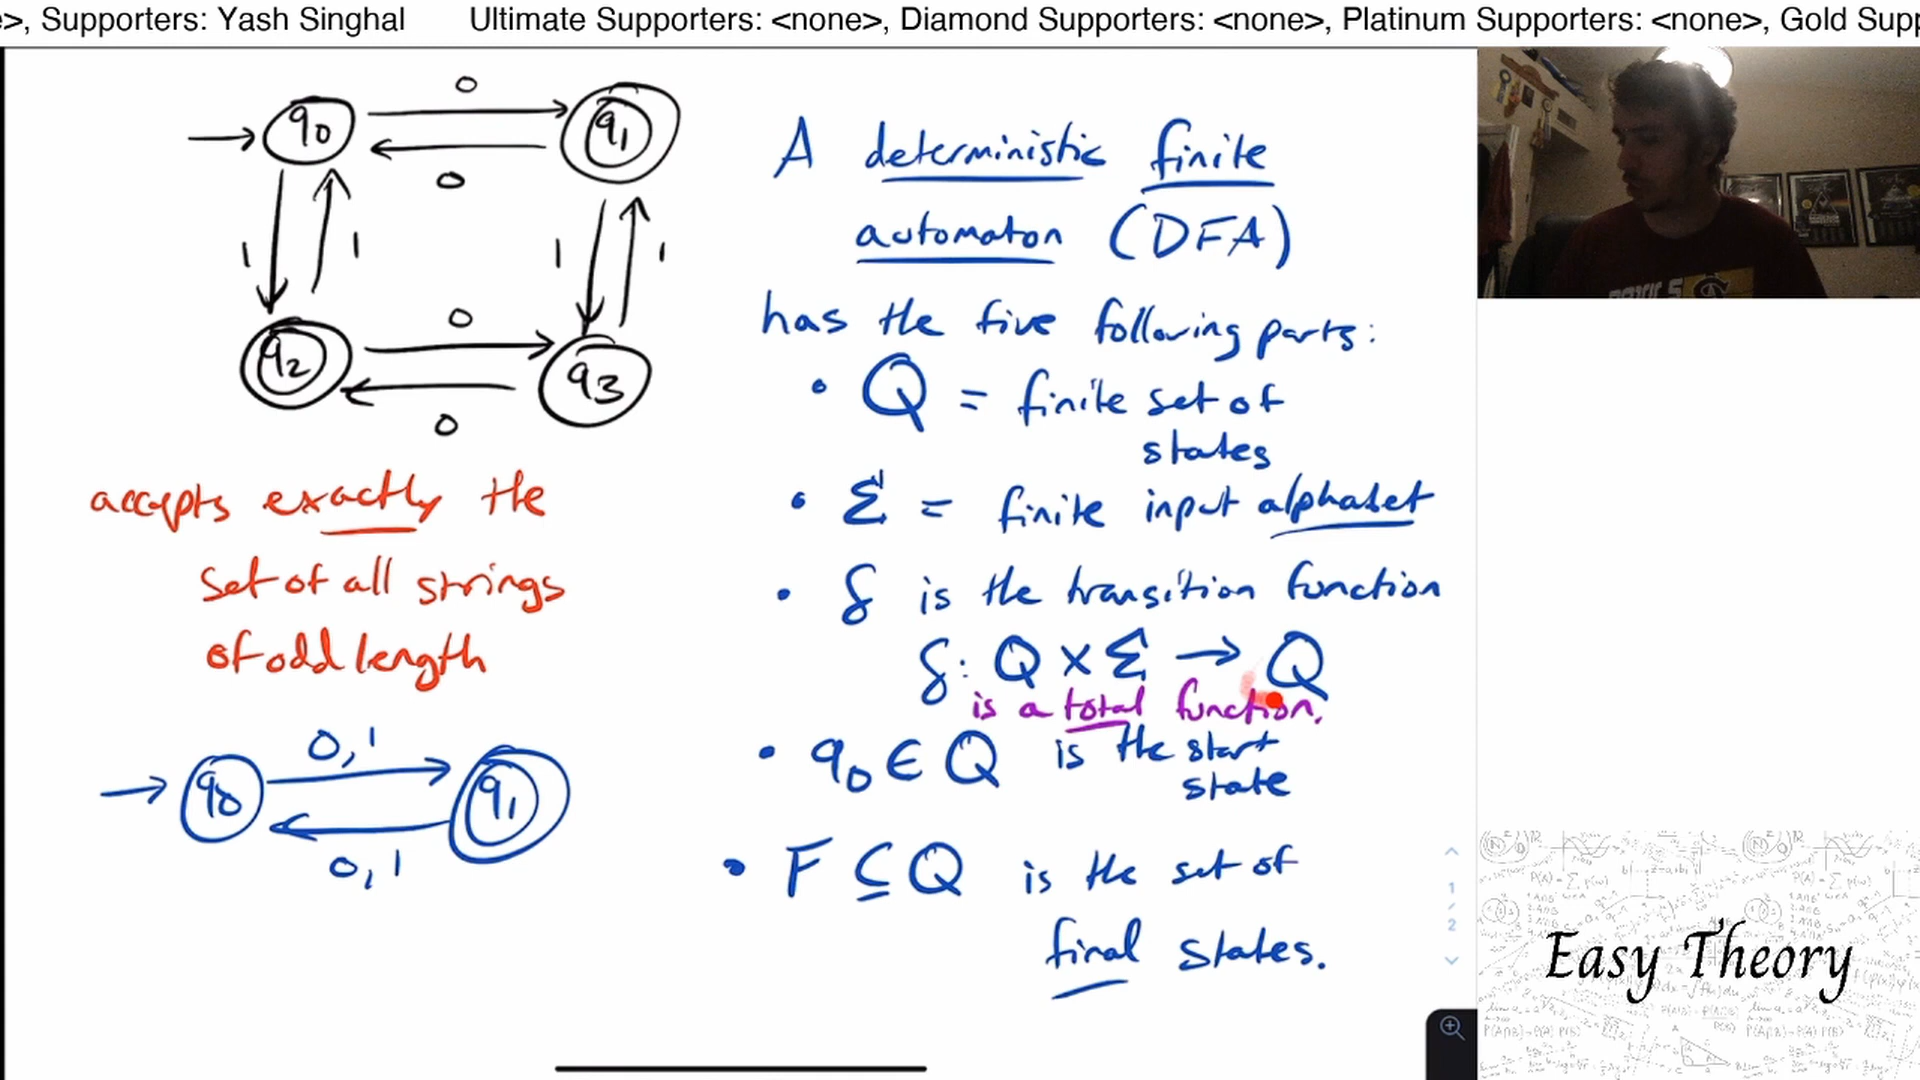 >, Supporters: Yash Singhal Ultimate Supporters: <none>, Diamond Supporters: <none>, Platinum Supporters: <none>, Gold Supp
0
q0 q1
0
1 1 1 1
0
q2 q3
0
accepts exactly the
set of all strings
of odd length
0,1
q0 q1
0,1
A deterministic finite
automaton (DFA)
has the five following parts:
• Q = finite set of
states
• Σ = finite input alphabet
• δ is the transition function
δ: Q × Σ → Q
is a total function.
• q0 ∈ Q is the start
state
• F ⊆ Q is the set of
final states.
1
2
Easy Theory